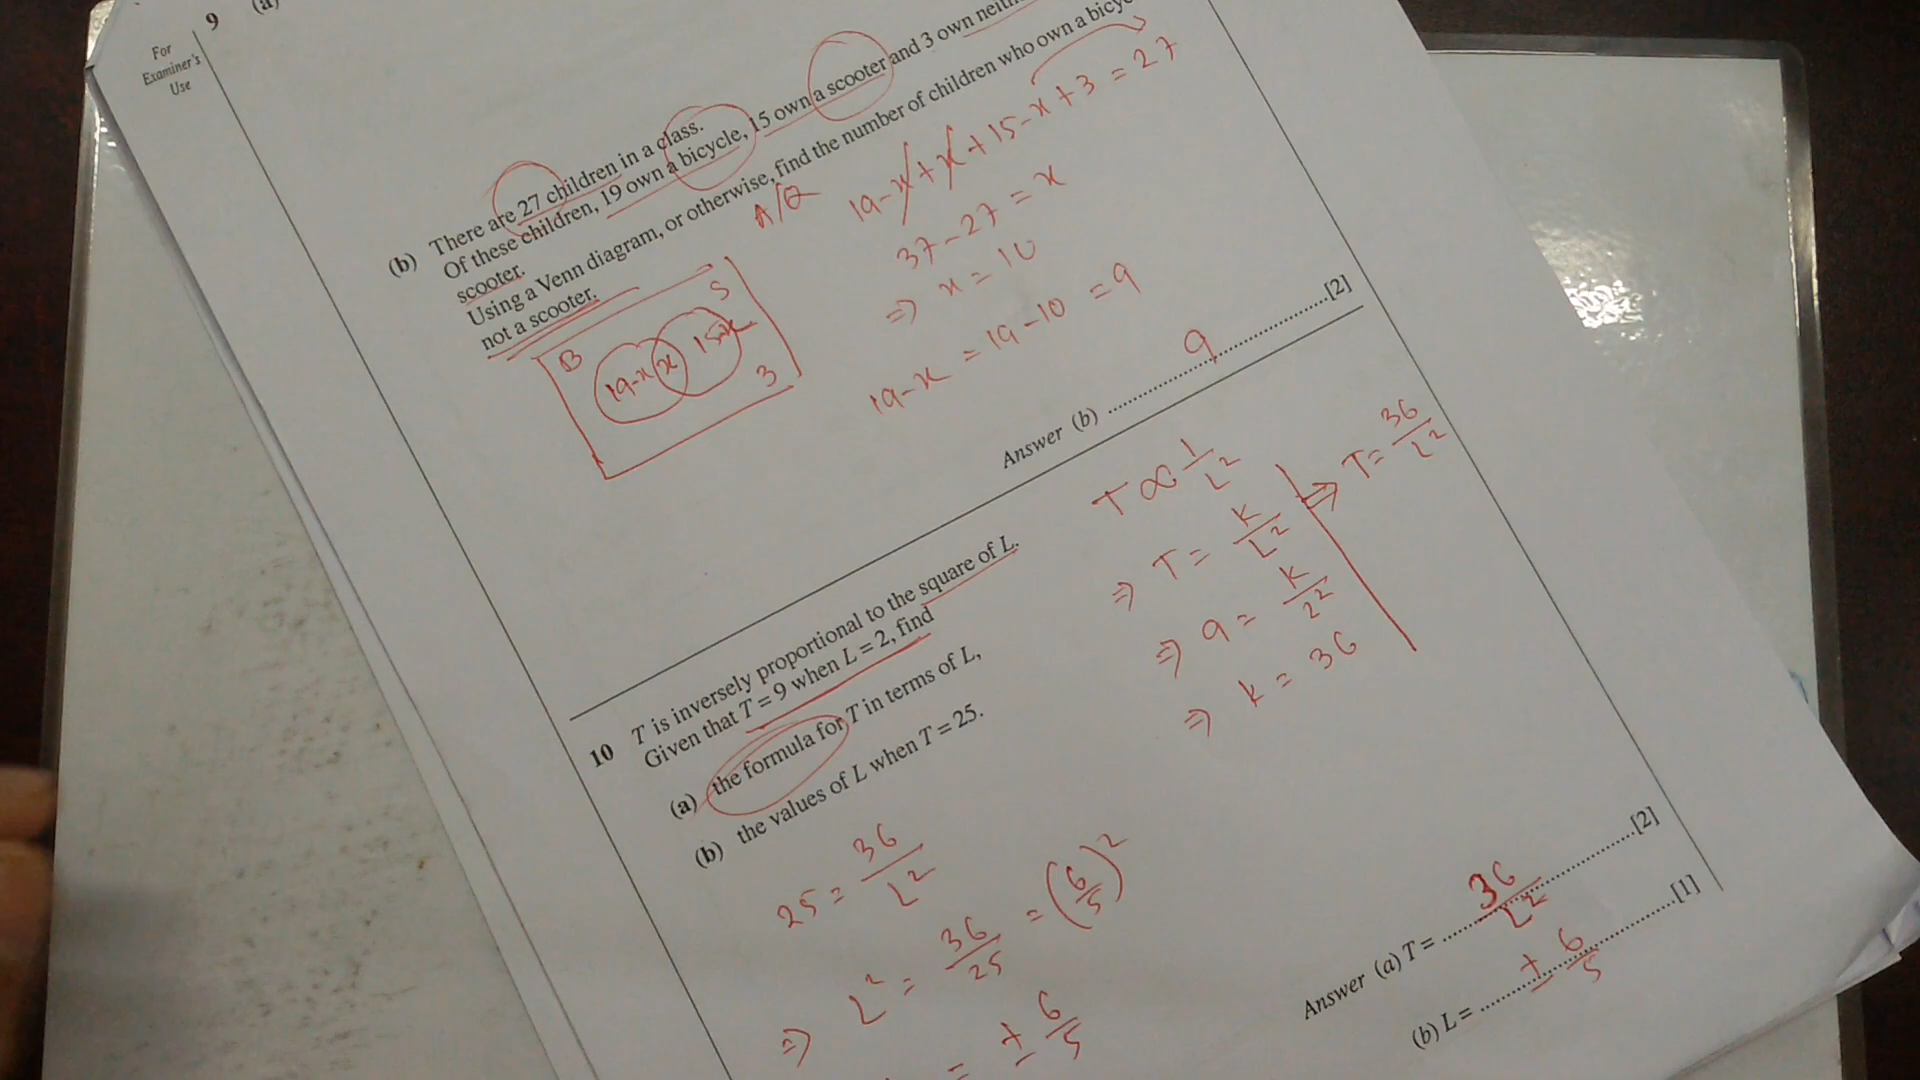 For
Examiner's
Use
9 (a)
(b) There are 27 children in a class.
Of these children, 19 own a bicycle, 15 own a scooter and 3 own
scooter.
Using a Venn diagram, or otherwise, find the number of children who own a
not a scooter.
A/Q 19-x+x+15-x+3=27
37-27=x
⇒ x=10
19-x=19-10=9
B S
19-x x 15-x
3
Answer (b) .......... 9 .......... [2]
10 T is inversely proportional to the square of L.
Given that T = 9 when L = 2, find
(a) the formula for T in terms of L,
(b) the values of L when T = 25.
T ∝ 1/L²
⇒ T = K/L²
⇒ 9 = K/2²
⇒ k = 36
⇒ T = 36/L²
25 = 36/L²
⇒ L² = 36/25 = (6/5)²
= ± 6/5
Answer (a) T = .......... 36/L² .......... [2]
(b) L = .......... ± 6/5 .......... [1]